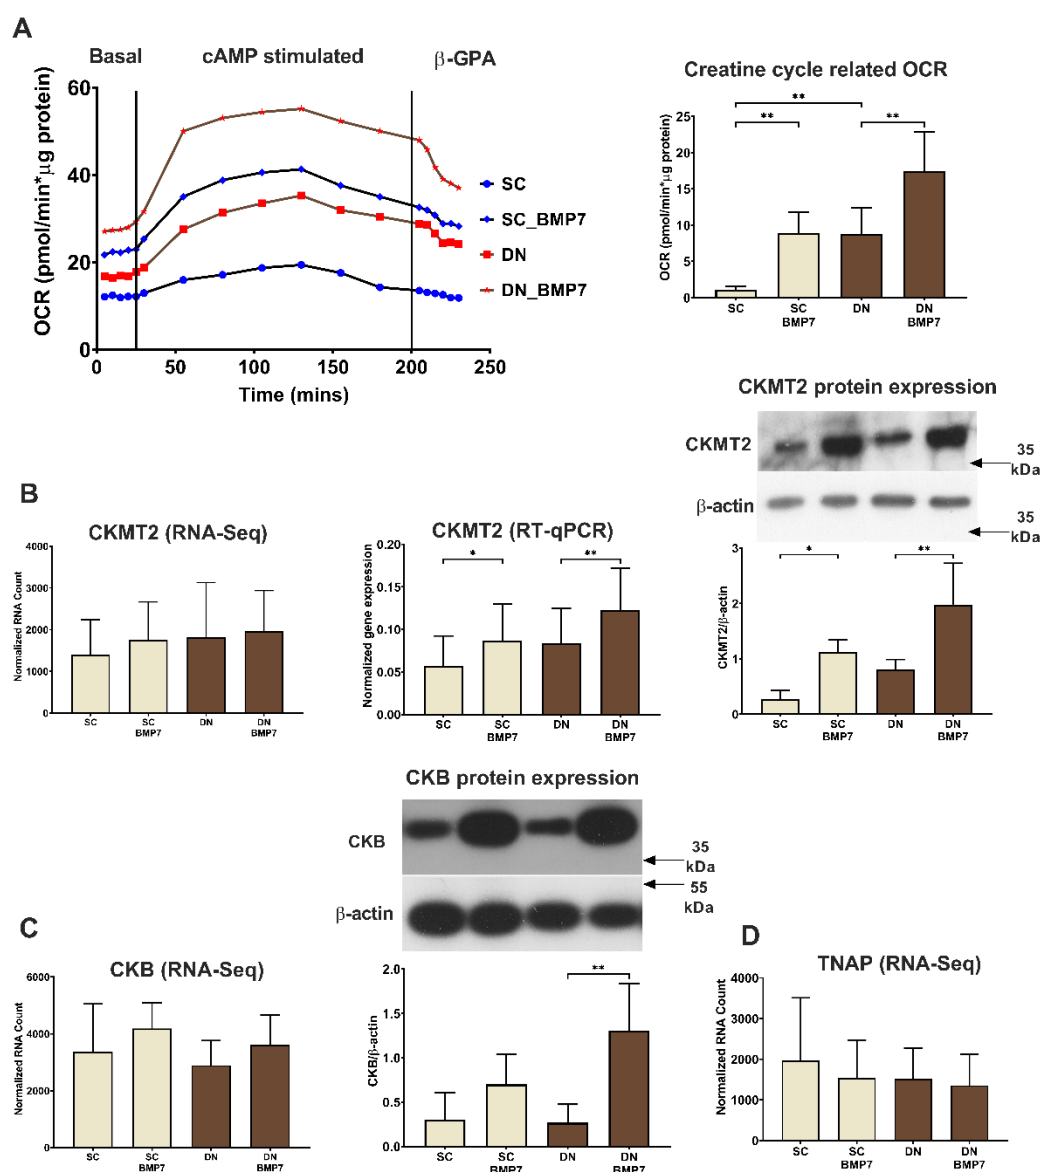 A
Basal
cAMP stimulated
β-GPA
OCR (pmol/min*μg protein)
60
40
20
0
0
50
100
150
200
250
Time (mins)
SC
SC_BMP7
DN
DN_BMP7
Creatine cycle related OCR
OCR (pmol/min*μg protein)
25
20
15
10
5
0
**
**
**
SC
SC
BMP7
DN
DN
BMP7
CKMT2 protein expression
CKMT2
35
kDa
β-actin
35
kDa
B
CKMT2 (RNA-Seq)
Normalized RNA Count
4000
3000
2000
1000
0
SC
SC
BMP7
DN
DN
BMP7
CKMT2 (RT-qPCR)
Normalized gene expression
0.20
0.15
0.10
0.05
0.00
*
**
SC
SC
BMP7
DN
DN
BMP7
CKMT2/β-actin
3
2
1
0
*
**
SC
SC
BMP7
DN
DN
BMP7
CKB protein expression
CKB
35
kDa
55
kDa
β-actin
C
CKB (RNA-Seq)
Normalized RNA Count
6000
4000
2000
0
SC
SC
BMP7
DN
DN
BMP7
CKB/β-actin
2.0
1.5
1.0
0.5
0.0
**
SC
SC
BMP7
DN
DN
BMP7
D
TNAP (RNA-Seq)
Normalized RNA Count
4000
3000
2000
1000
0
SC
SC
BMP7
DN
DN
BMP7